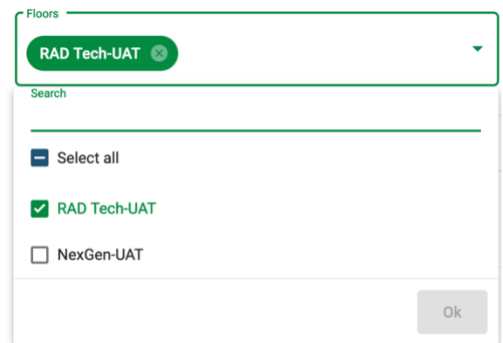 Floors
RAD Tech-UAT
Search
Select all
RAD Tech-UAT
NexGen-UAT
Ok